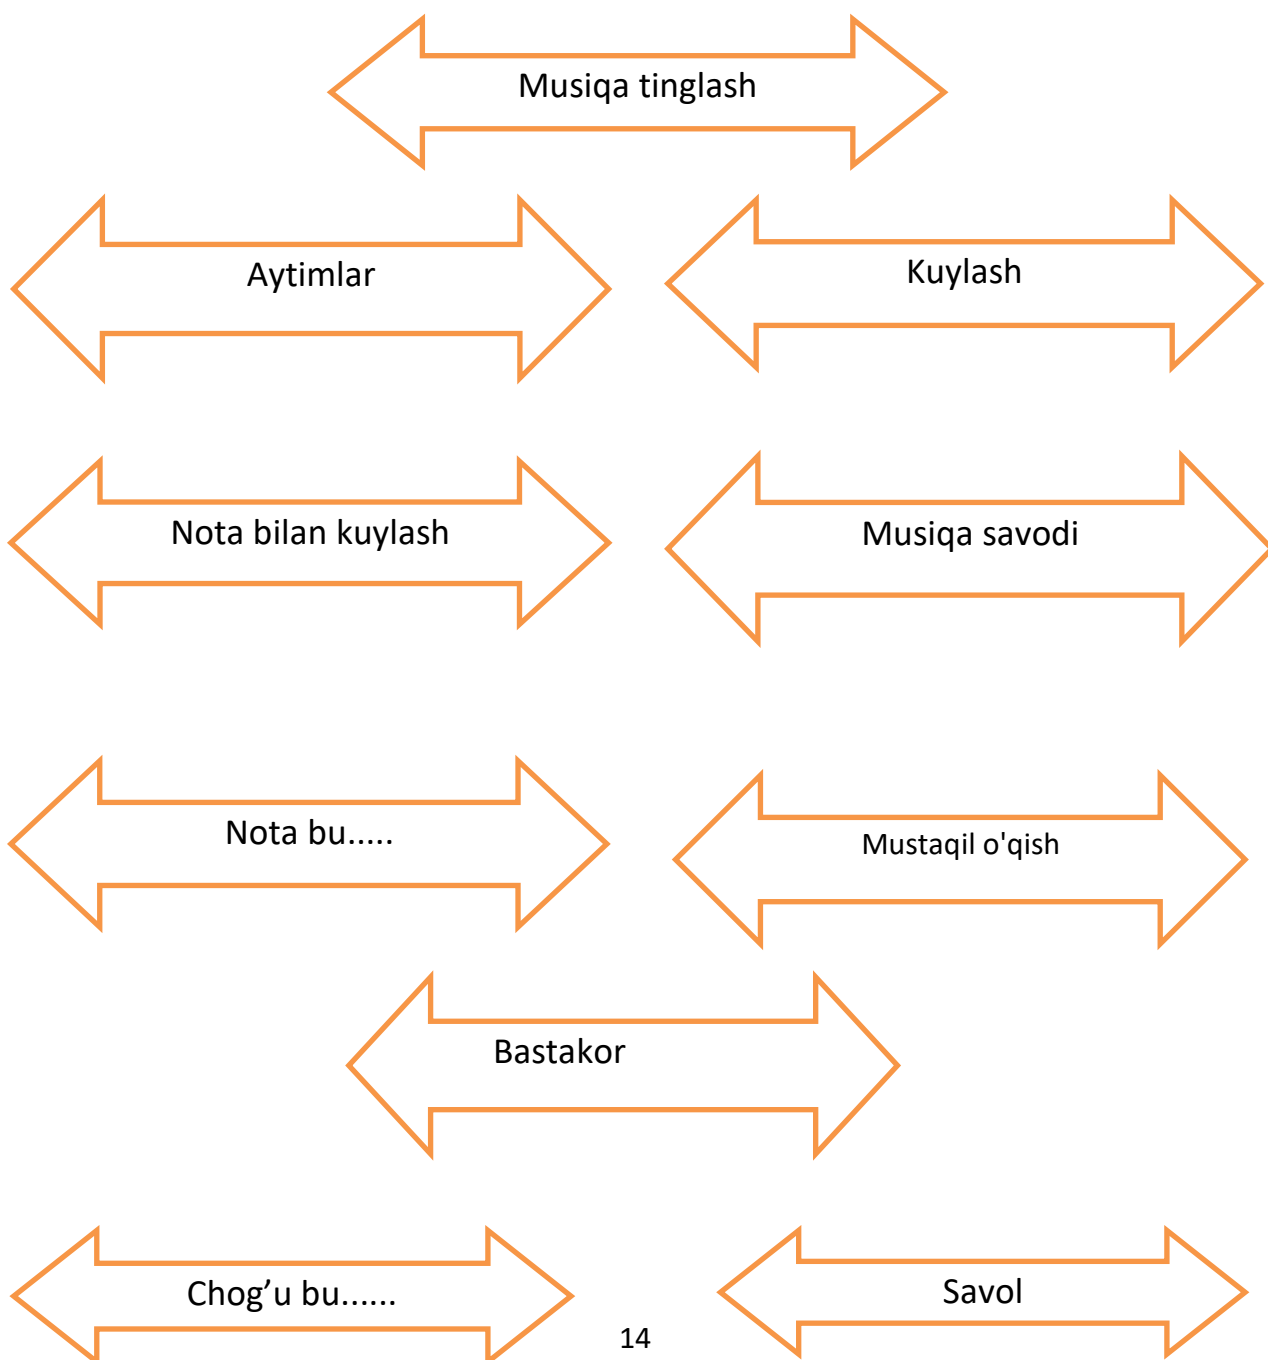 Musiqa tinglash
Aytimlar
Kuylash
Nota bilan kuylash
Musiqa savodi
Nota bu.....
Mustaqil o'qish
Bastakor
Chog’u bu......
Savol
14